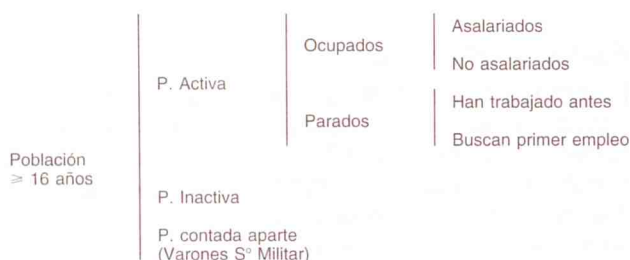 Asalariados
Ocupados
No asalariados
P. Activa
Han trabajado antes
Parados
Buscan primer empleo
Población
≥ 16 años
P. Inactiva
P. contada aparte
(Varones Sº Militar)